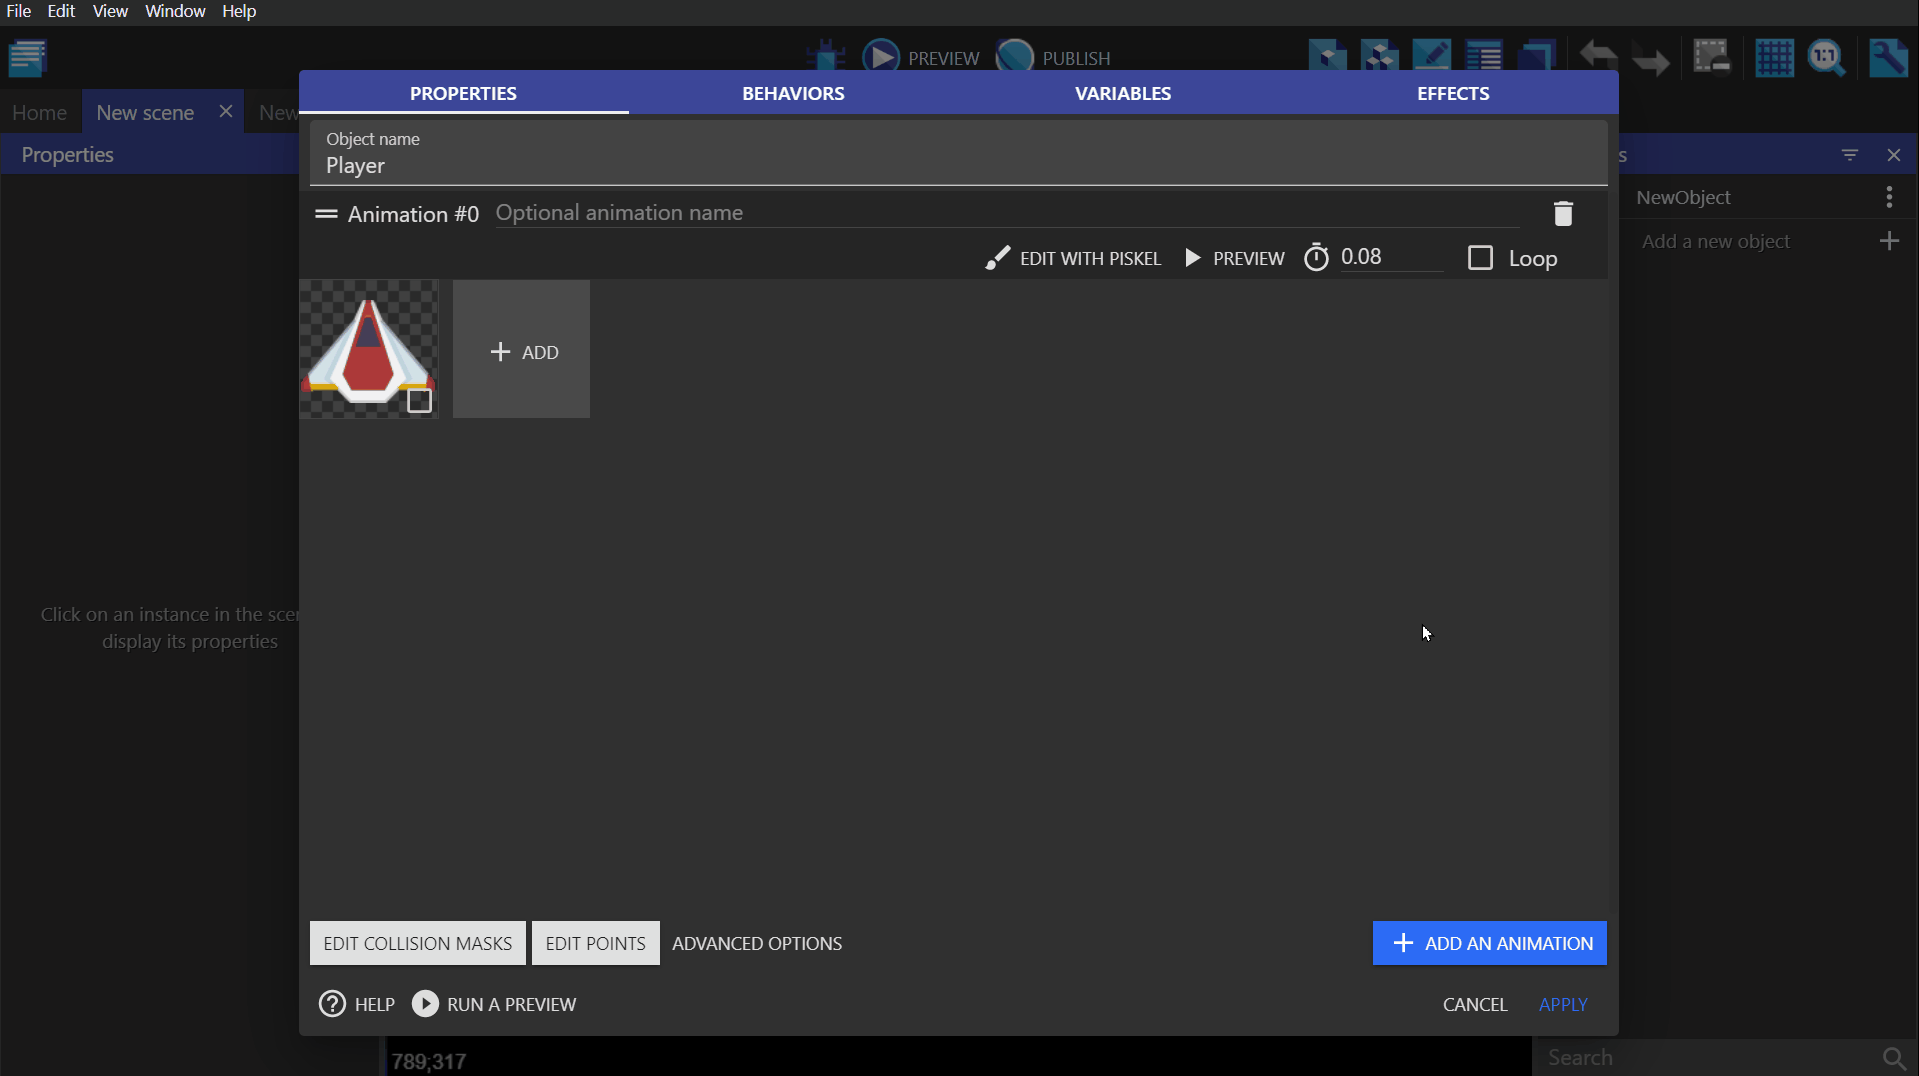 File Edit View Window Help
PREVIEW PUBLISH
1:1
Home New scene New
PROPERTIES BEHAVIORS VARIABLES EFFECTS
Properties
s
Object name
Player
NewObject
Animation #0 Optional animation name
Add a new object
EDIT WITH PISKEL PREVIEW 0.08 Loop
ADD
Click on an instance in the scen
display its properties
EDIT COLLISION MASKS EDIT POINTS ADVANCED OPTIONS ADD AN ANIMATION
HELP RUN A PREVIEW CANCEL APPLY
789;317
Search